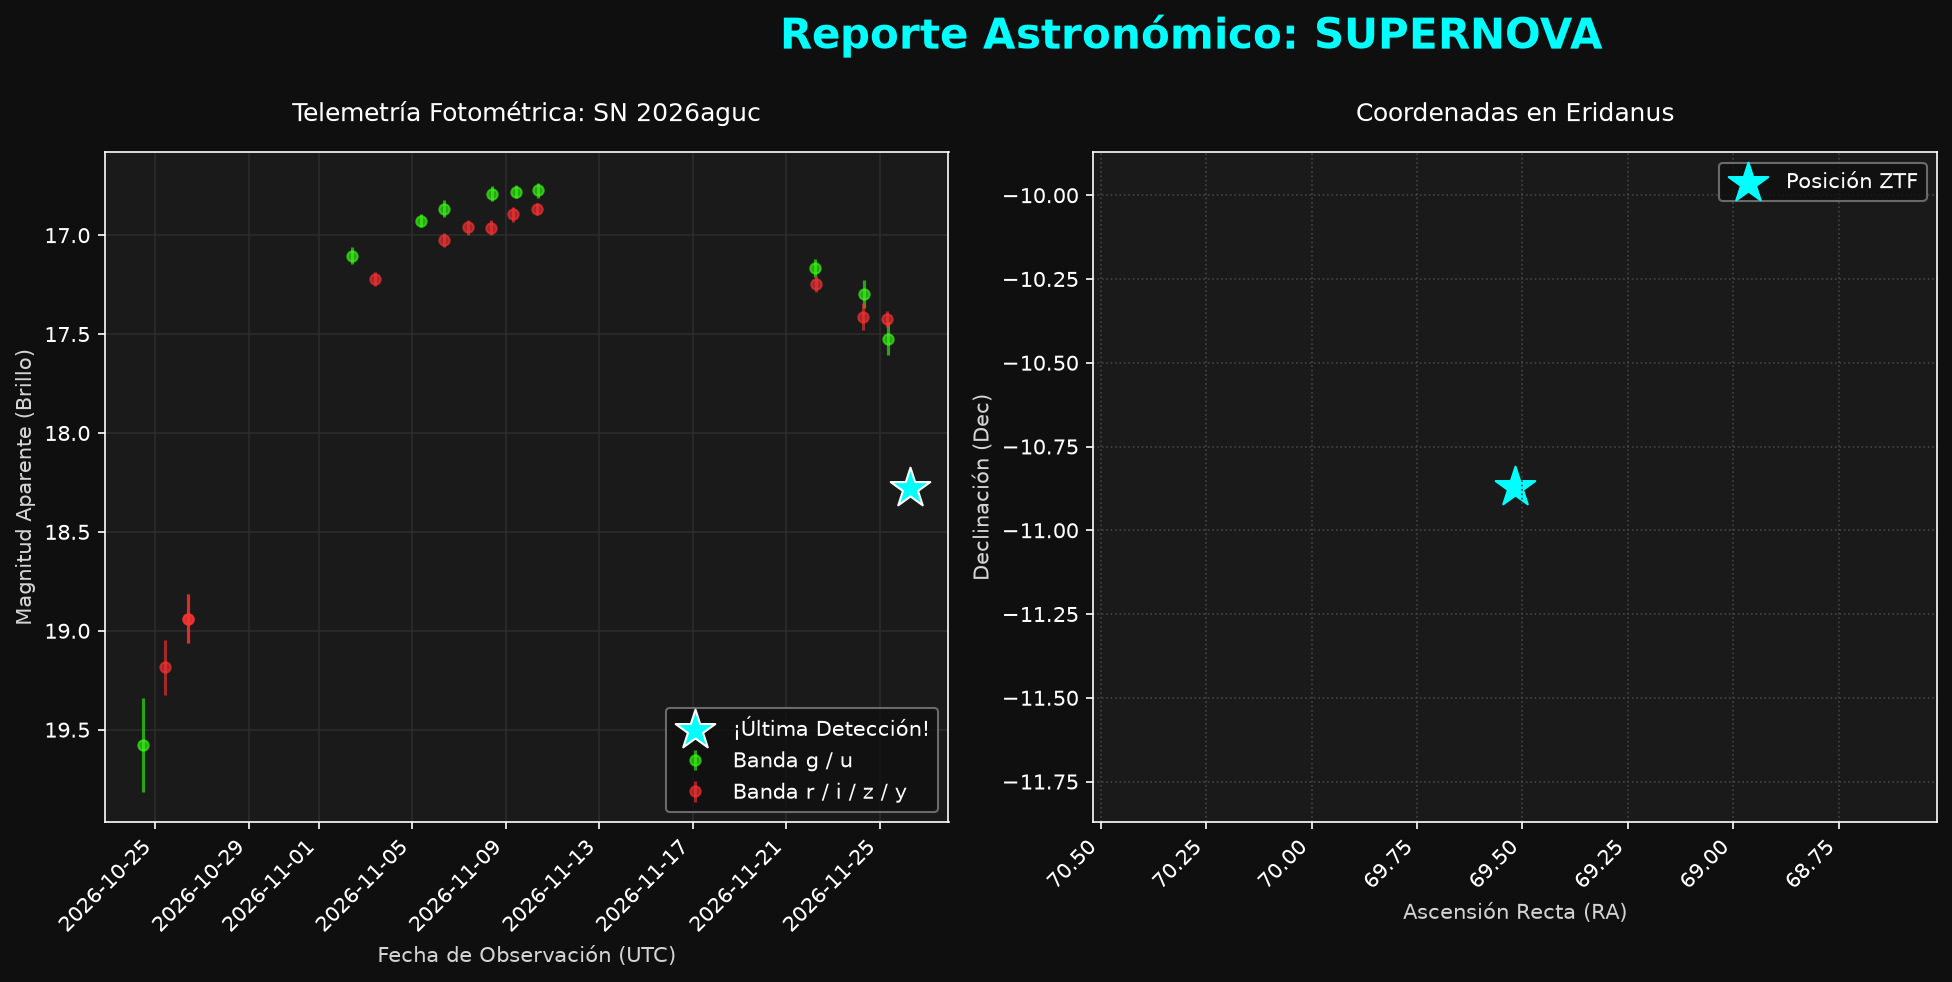 Reporte Astronómico: SUPERNOVA
Telemetría Fotométrica: SN 2026aguc
Magnitud Aparente (Brillo)
17.0
17.5
18.0
18.5
19.0
19.5
¡Última Detección!
Banda g / u
Banda r / i / z / y
2026-10-25
2026-10-29
2026-11-01
2026-11-05
2026-11-09
2026-11-13
2026-11-17
2026-11-21
2026-11-25
Fecha de Observación (UTC)
Coordenadas en Eridanus
Posición ZTF
Declinación (Dec)
−10.00
−10.25
−10.50
−10.75
−11.00
−11.25
−11.50
−11.75
70.50
70.25
70.00
69.75
69.50
69.25
69.00
68.75
Ascensión Recta (RA)